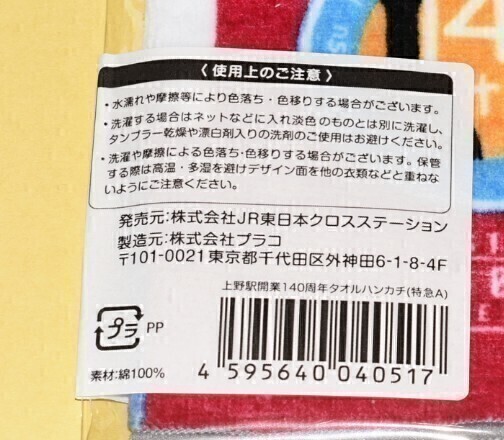 〈 使用上のご注意 〉
・水濡れや摩擦等により色落ち・色移りする場合がございます。
・洗濯する場合はネットなどに入れ淡色のものとは別に洗濯し、
タンブラー乾燥や漂白剤入りの洗剤のご使用はお避けください。
・洗濯や摩擦による色落ち・色移りする場合がございます。保管
する際は高温・多湿を避けデザイン面を他の衣類などと重ねな
いようにご注意ください。
発売元:株式会社JR東日本クロスステーション
製造元:株式会社プラコ
〒101-0021 東京都千代田区外神田6-1-8-4F
上野駅開業140周年タオルハンカチ(特急A)
プラ PP
素材:綿100%
4 595640 040517